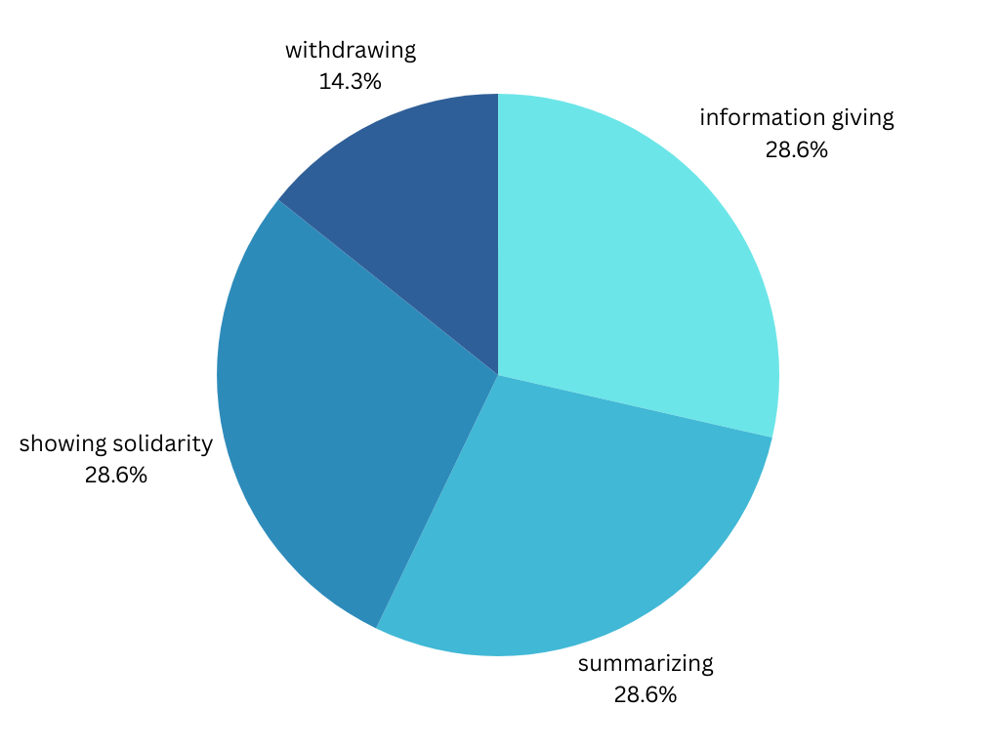 withdrawing
14.3%
information giving
28.6%
showing solidarity
28.6%
summarizing
28.6%